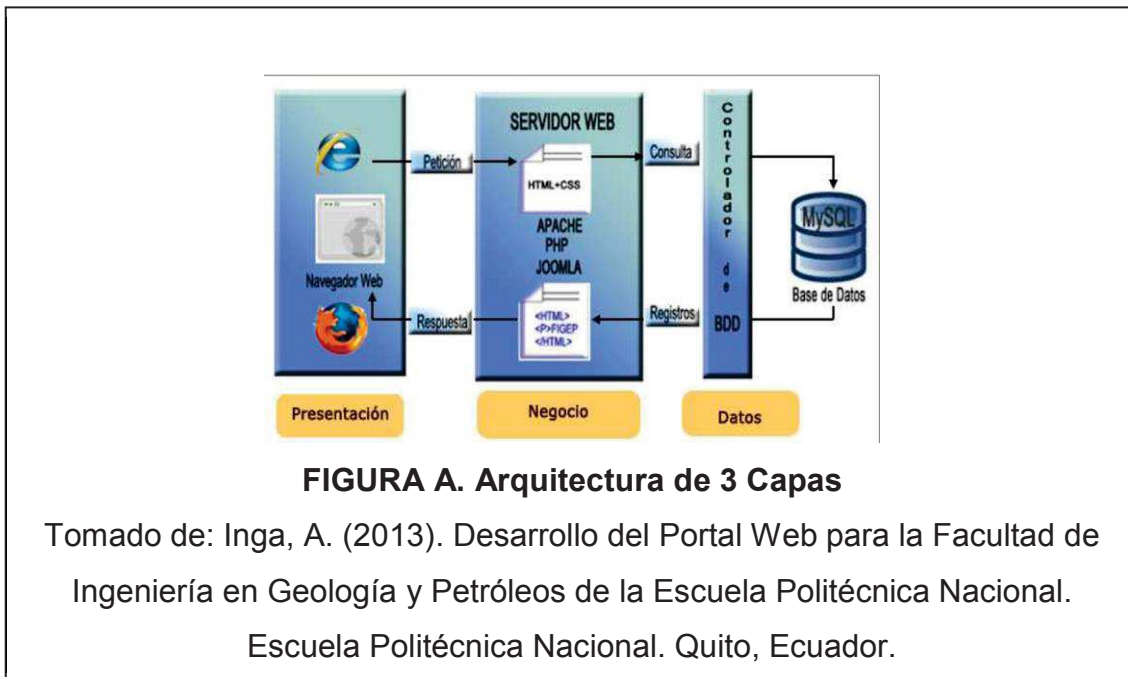 SERVIDOR WEB
Petición
HTML+CSS
APACHE
PHP
JOOMLA
Consulta
Controlador
de
BDD
MySQL
Base de Datos
Navegador Web
Respuesta
<HTML>
<P>FIGEP
</HTML>
Registros
Presentación
Negocio
Datos
FIGURA A. Arquitectura de 3 Capas
Tomado de: Inga, A. (2013). Desarrollo del Portal Web para la Facultad de
Ingeniería en Geología y Petróleos de la Escuela Politécnica Nacional.
Escuela Politécnica Nacional. Quito, Ecuador.